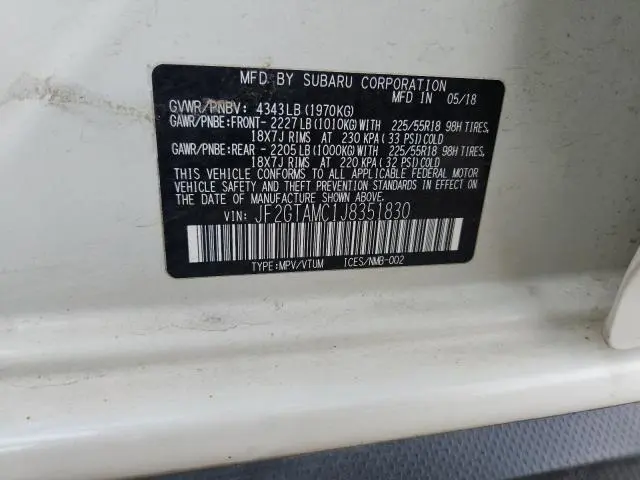 MFD. BY SUBARU CORPORATION
GVWR/PNBV: 4343LB (1970KG) MFD IN 05/18
GAWR/PNBE:FRONT- 2227LB (1010KG) WITH 225/55R18 98H TIRES,
18X7J RIMS AT 230 KPA (33 PSI) COLD
GAWR/PNBE:REAR - 2205LB (1000KG) WITH 225/55R18 98H TIRES,
18X7J RIMS AT 220 KPA (32 PSI) COLD
THIS VEHICLE CONFORMS TO ALL APPLICABLE FEDERAL MOTOR
VEHICLE SAFETY AND THEFT PREVENTION STANDARDS IN EFFECT ON
THE DATE OF MANUFACTURE SHOWN ABOVE.
VIN: JF2GTAMC1J8351830
TYPE:MPV/VTUM ICES/NMB-002